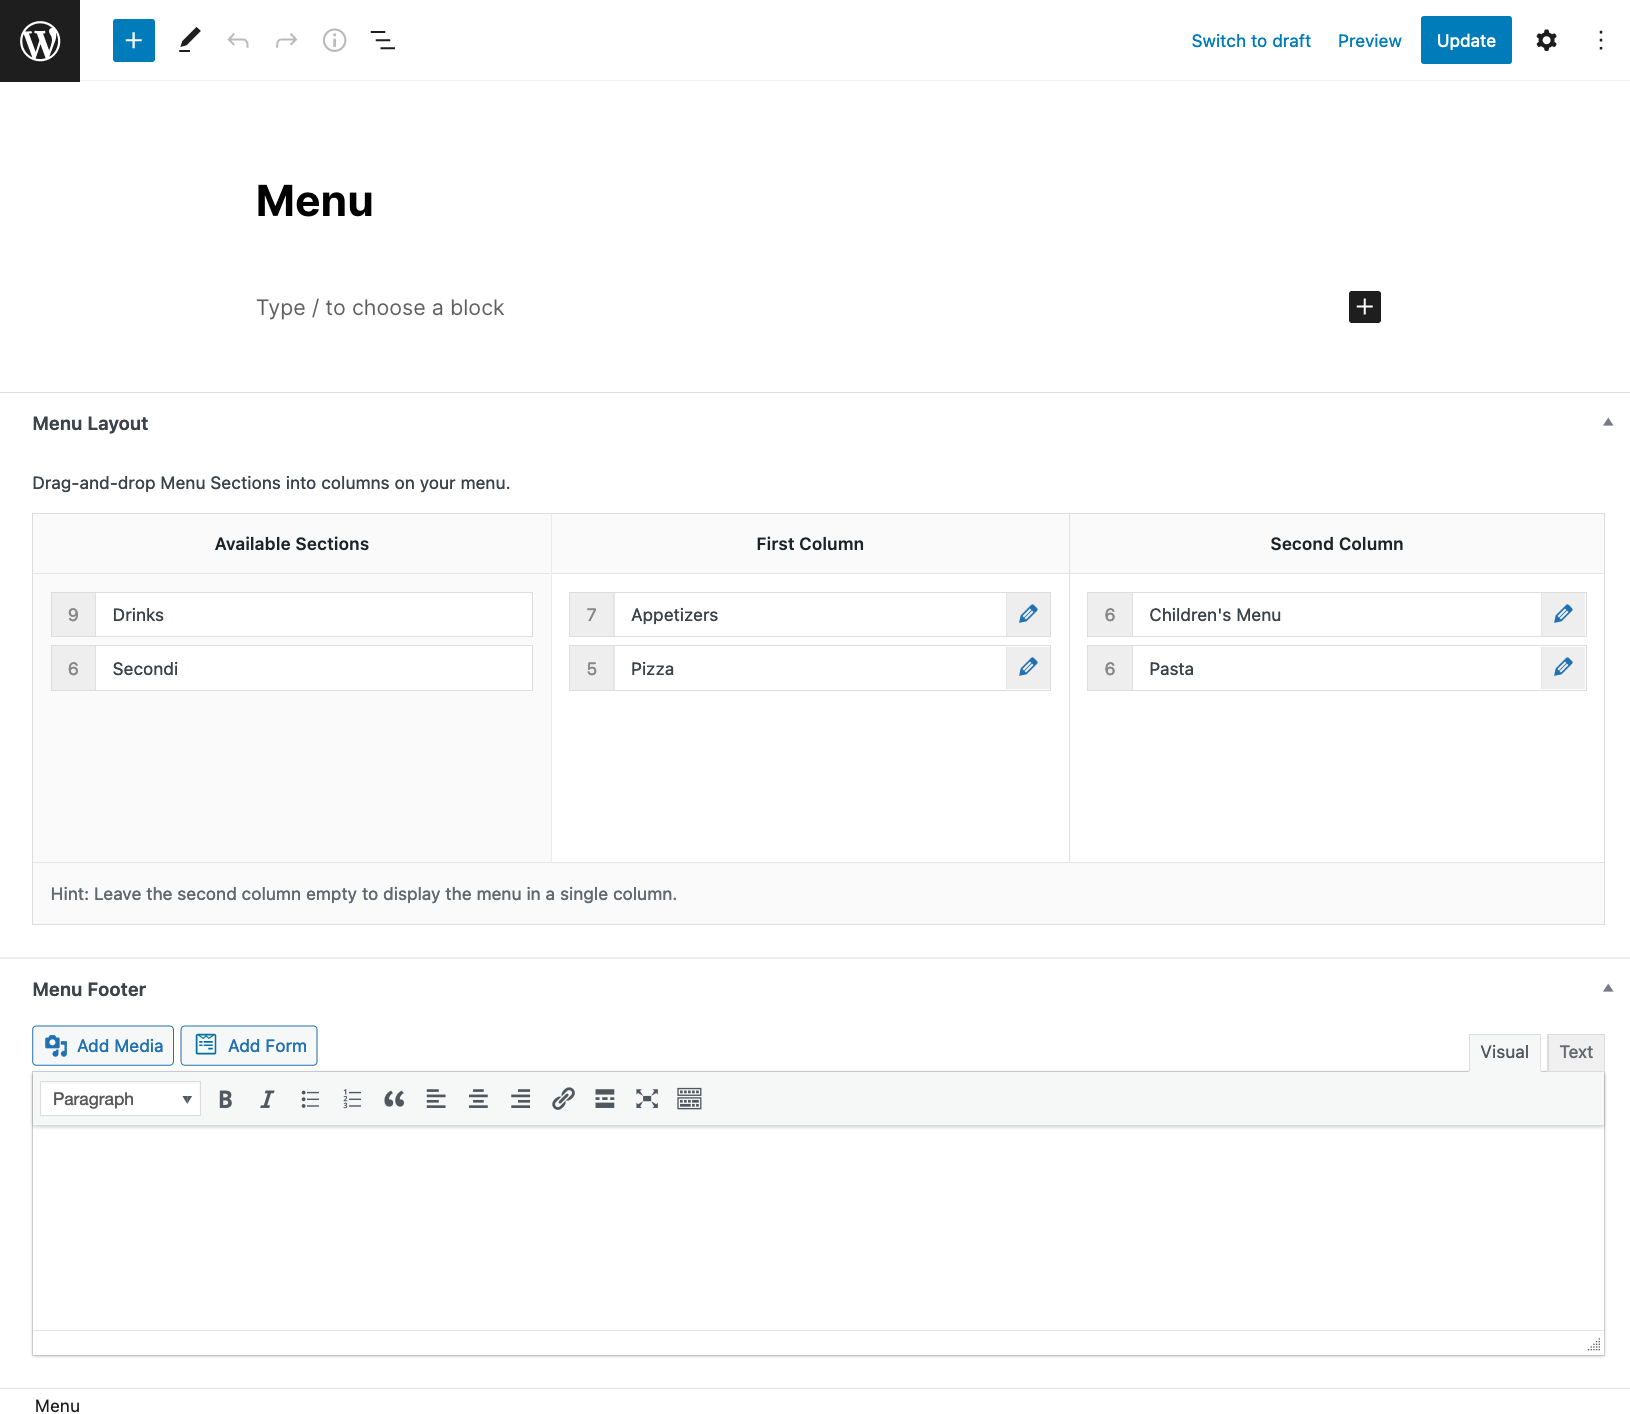 Switch to draft Preview Update
Menu
Type / to choose a block
Menu Layout
Drag-and-drop Menu Sections into columns on your menu.
Available Sections First Column Second Column
9 Drinks 7 Appetizers 6 Children's Menu
6 Secondi 5 Pizza 6 Pasta
Hint: Leave the second column empty to display the menu in a single column.
Menu Footer
Add Media Add Form Visual Text
Paragraph
Menu